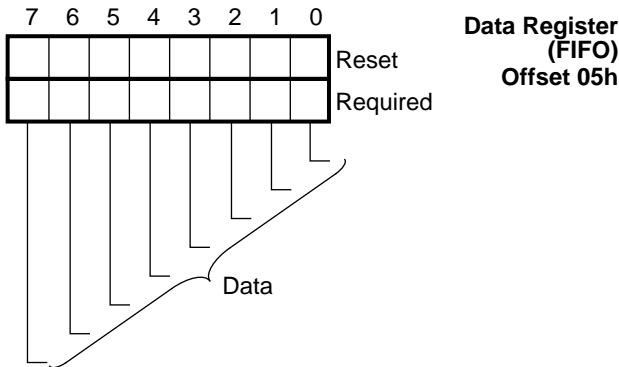 7 6 5 4 3 2 1 0
Data Register
(FIFO)
Offset 05h
Reset
Required
Data